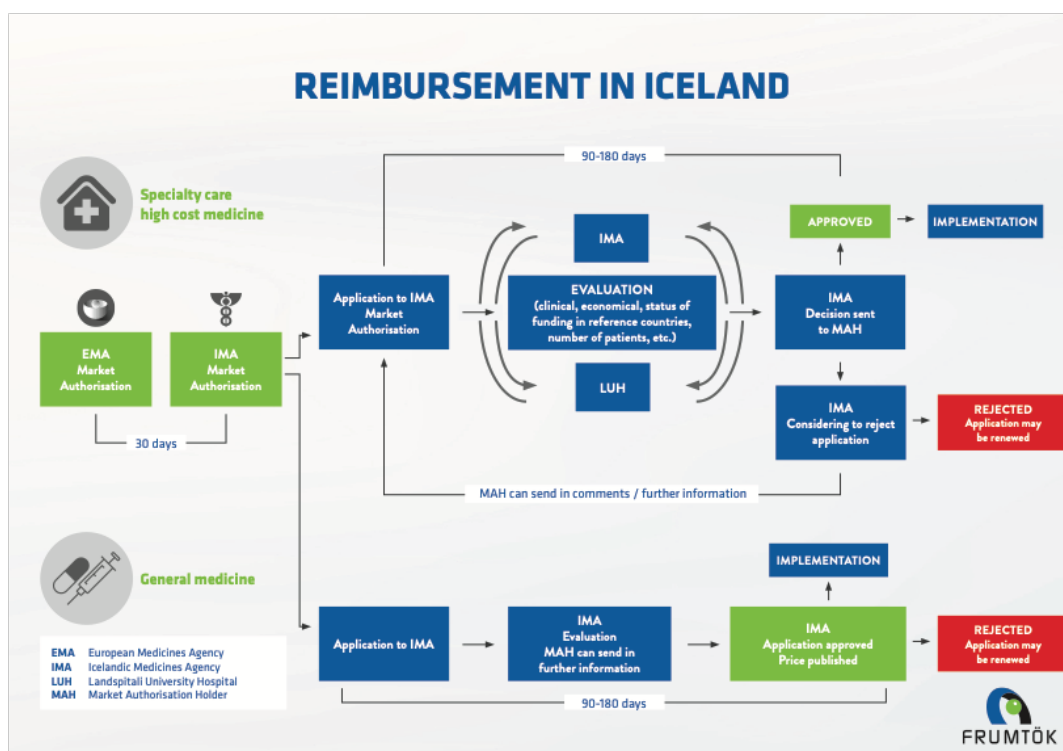 REIMBURSEMENT IN ICELAND
90-180 days
Specialty care
high cost medicine
APPROVED
IMPLEMENTATION
IMA
Application to IMA
Market
Authorisation
EVALUATION
(clinical, economical, status of
funding in reference countries,
number of patients, etc.)
IMA
Decision sent
to MAH
EMA
Market
Authorisation
IMA
Market
Authorisation
LUH
30 days
IMA
Considering to reject
application
REJECTED
Application may
be renewed
MAH can send in comments / further information
General medicine
IMPLEMENTATION
Application to IMA
IMA
Evaluation
MAH can send in
further information
IMA
Application approved
Price published
REJECTED
Application may
be renewed
90-180 days
EMA European Medicines Agency
IMA Icelandic Medicines Agency
LUH Landspitali University Hospital
MAH Market Authorisation Holder
FRUMTÖK